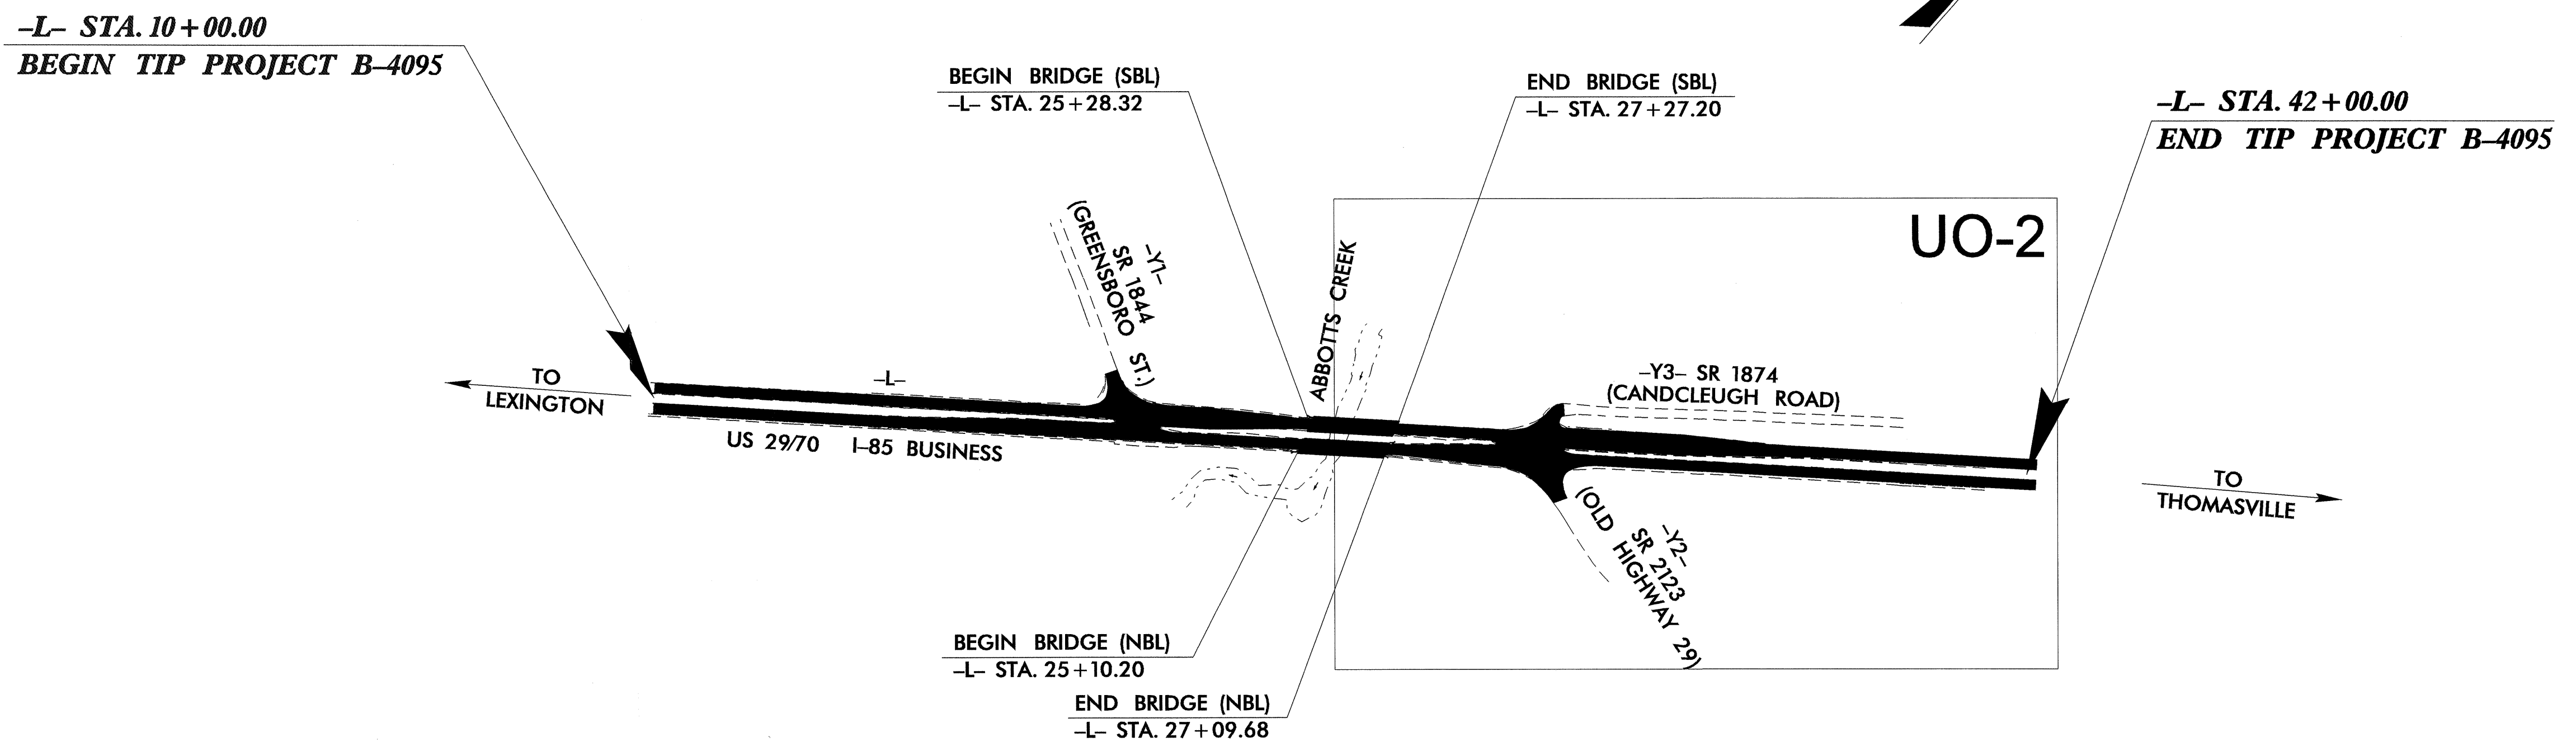 –L– STA. 10+00.00
BEGIN TIP PROJECT B–4095
BEGIN BRIDGE (SBL)
–L– STA. 25+28.32
END BRIDGE (SBL)
–L– STA. 27+27.20
–L– STA. 42+00.00
END TIP PROJECT B–4095
UO-2
–Y1–
SR 1844
(GREENSBORO ST.)
ABBOTTS CREEK
TO
LEXINGTON
–L–
US 29/70 I–85 BUSINESS
–Y3– SR 1874
(CANDCLEUGH ROAD)
TO
THOMASVILLE
–Y2–
SR 2123
(OLD HIGHWAY 29)
BEGIN BRIDGE (NBL)
–L– STA. 25+10.20
END BRIDGE (NBL)
–L– STA. 27+09.68